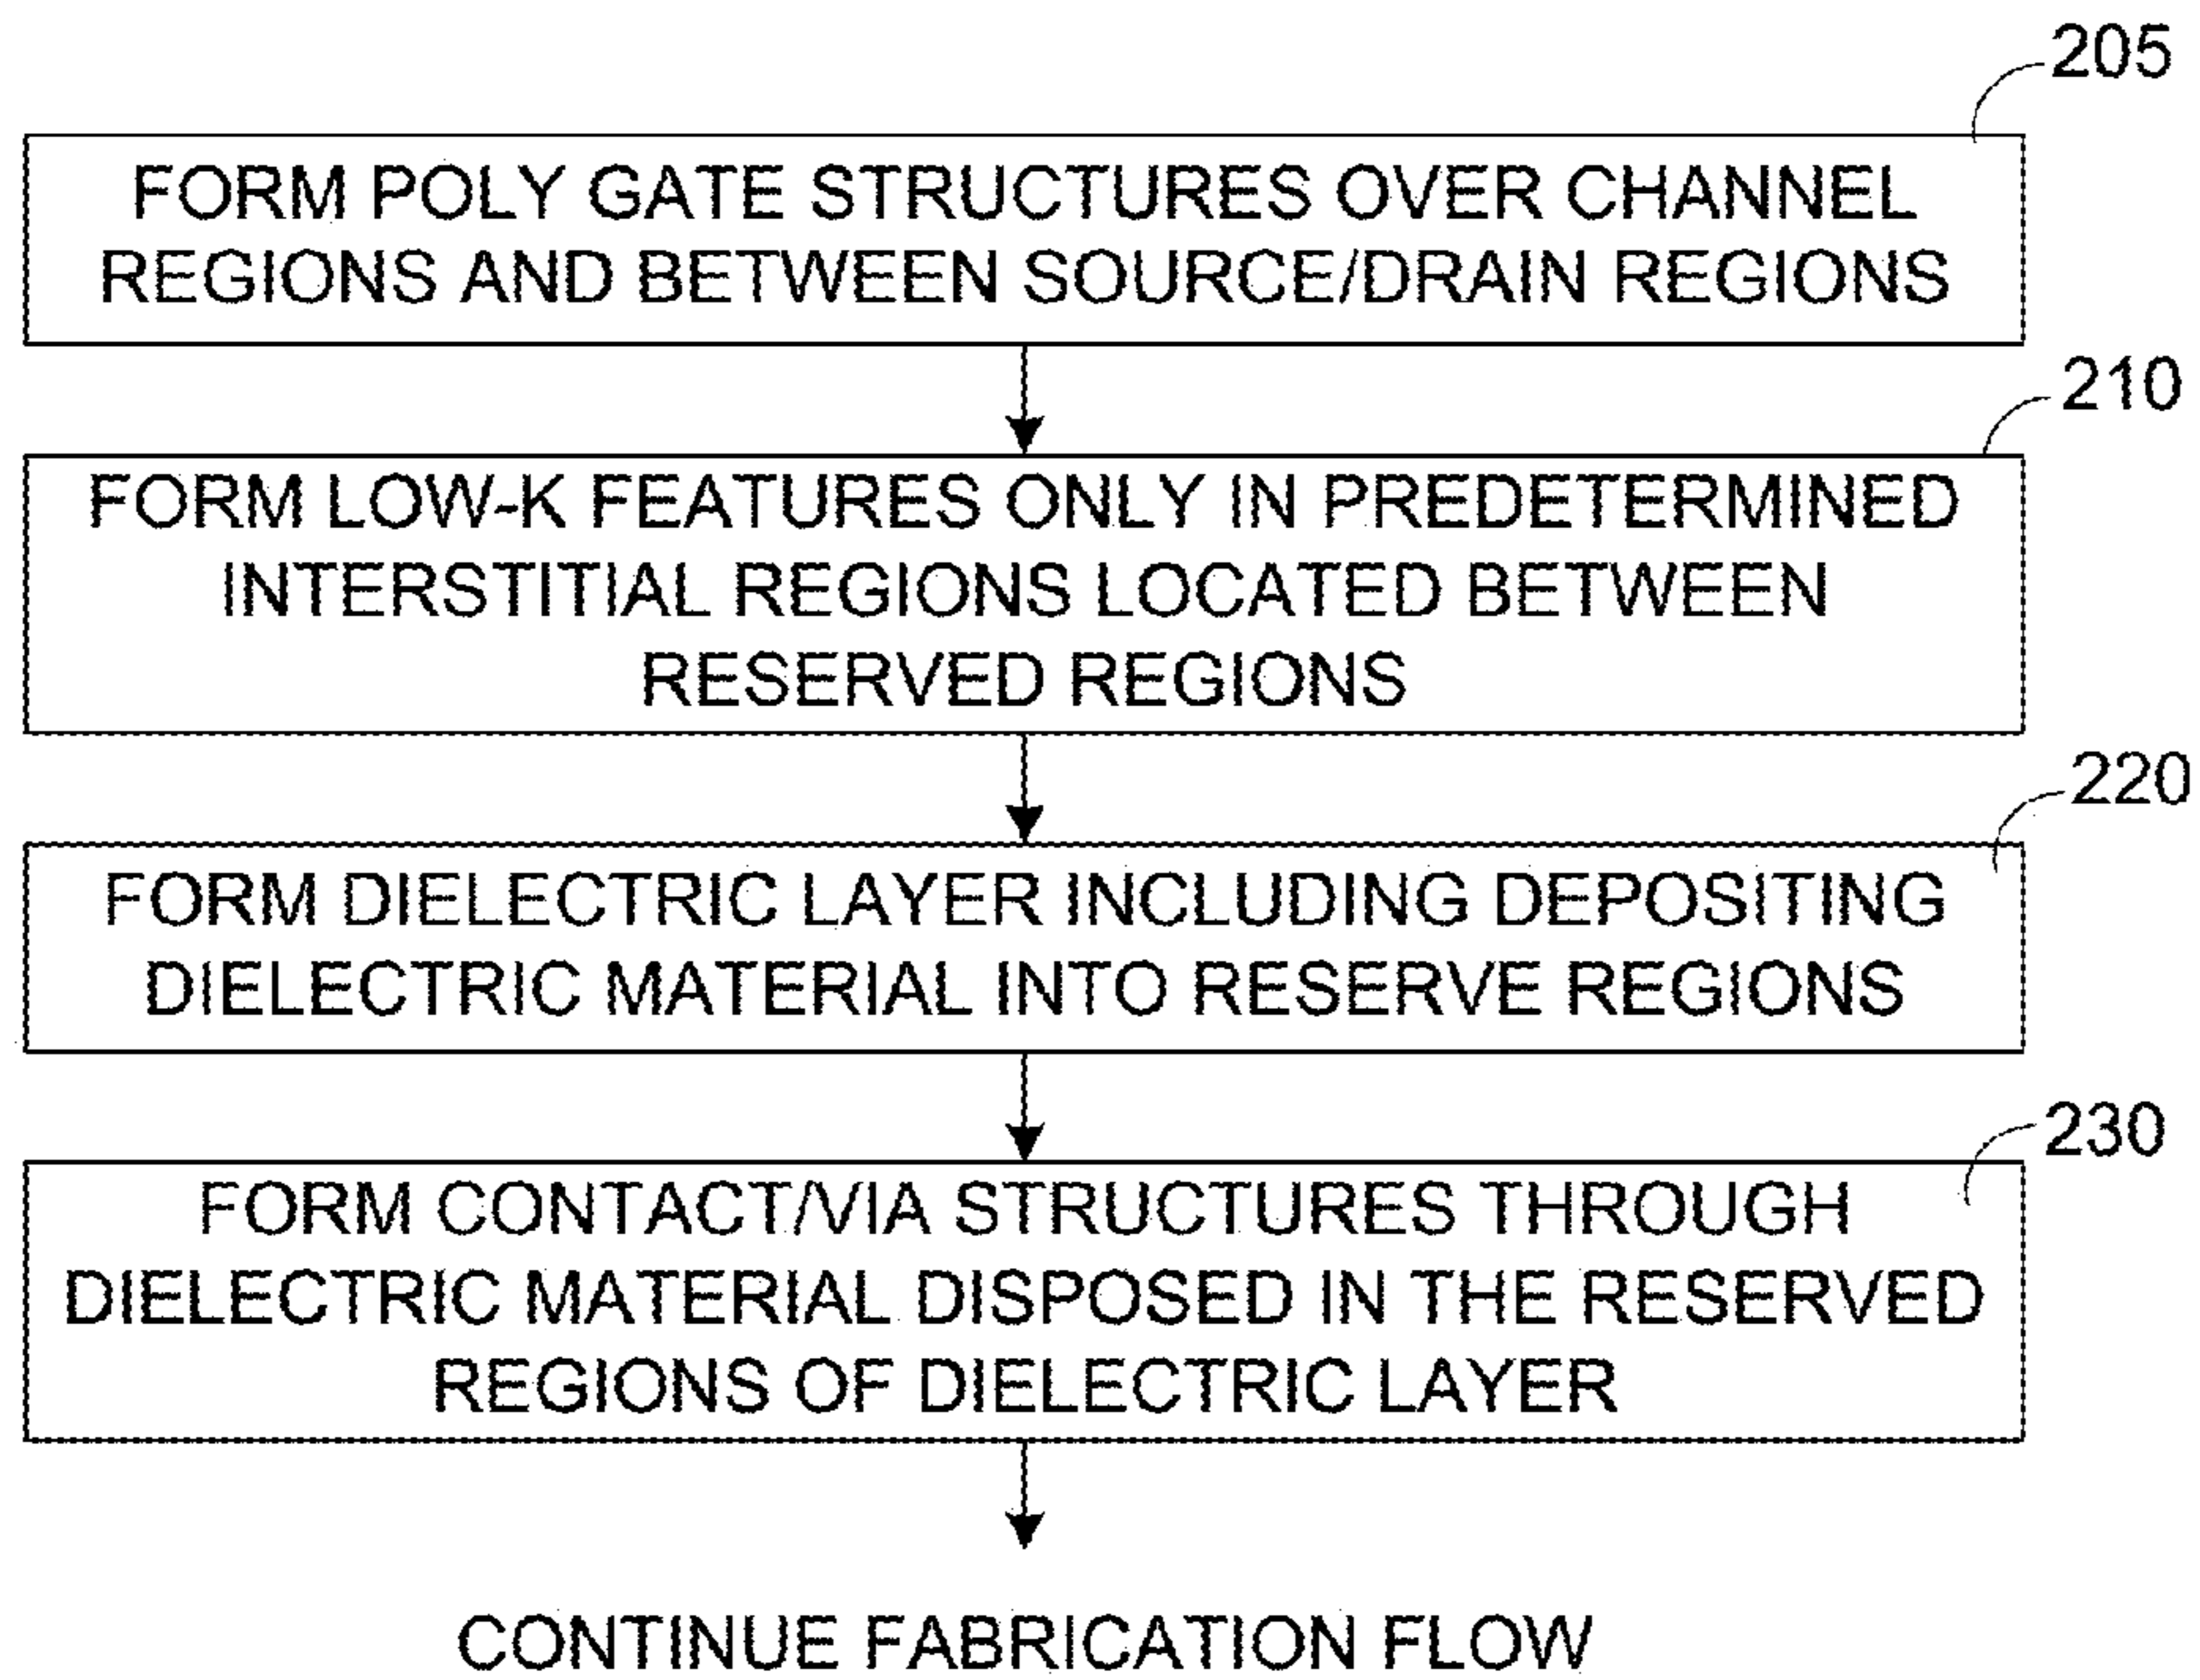 205
FORM POLY GATE STRUCTURES OVER CHANNEL
REGIONS AND BETWEEN SOURCE/DRAIN REGIONS
210
FORM LOW-K FEATURES ONLY IN PREDETERMINED
INTERSTITIAL REGIONS LOCATED BETWEEN
RESERVED REGIONS
220
FORM DIELECTRIC LAYER INCLUDING DEPOSITING
DIELECTRIC MATERIAL INTO RESERVE REGIONS
230
FORM CONTACT/VIA STRUCTURES THROUGH
DIELECTRIC MATERIAL DISPOSED IN THE RESERVED
REGIONS OF DIELECTRIC LAYER
CONTINUE FABRICATION FLOW